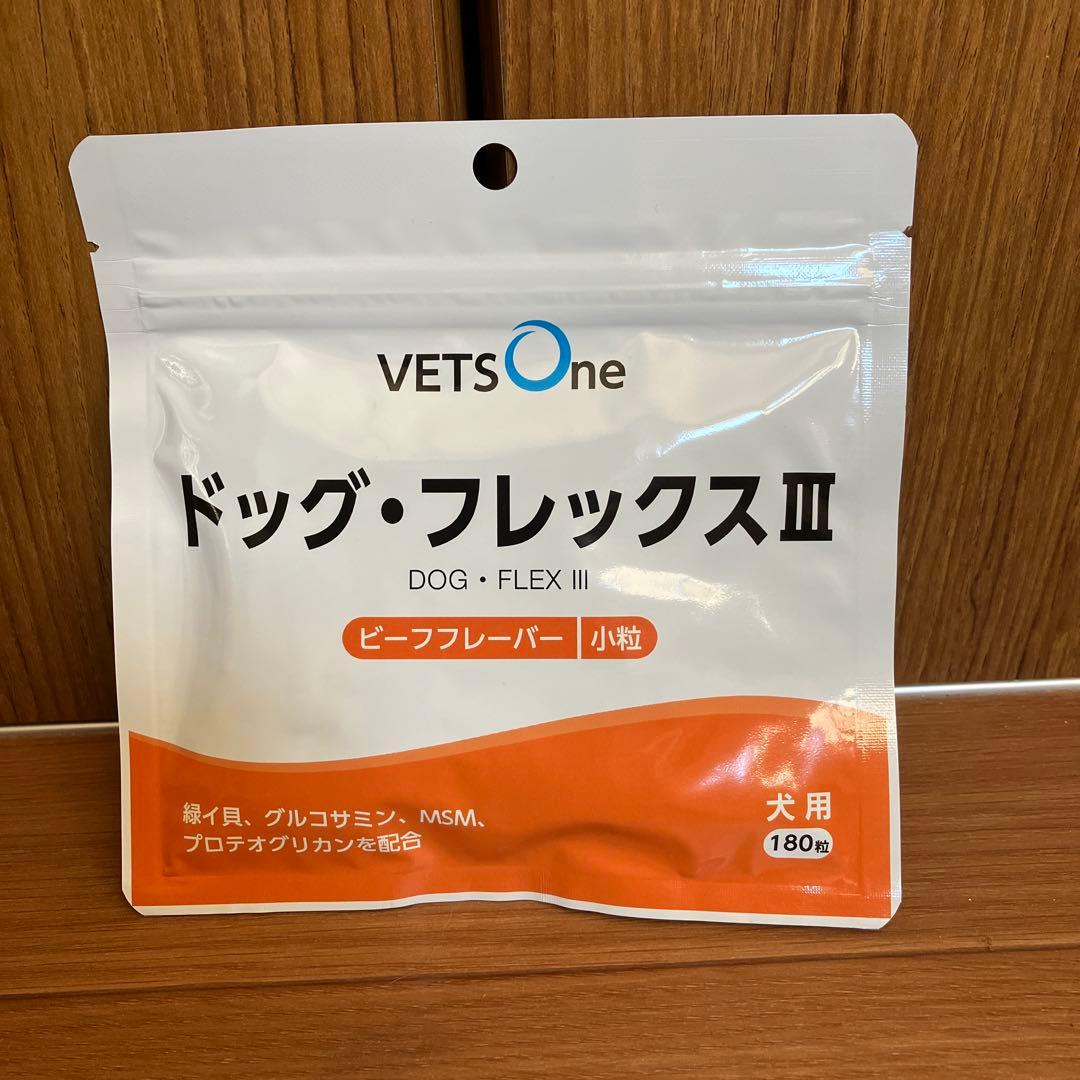 VETS One
ドッグ・フレックスⅢ
DOG・FLEX III
ビーフフレーバー 小粒
緑イ貝、グルコサミン、MSM、
プロテオグリカンを配合
犬用
180粒